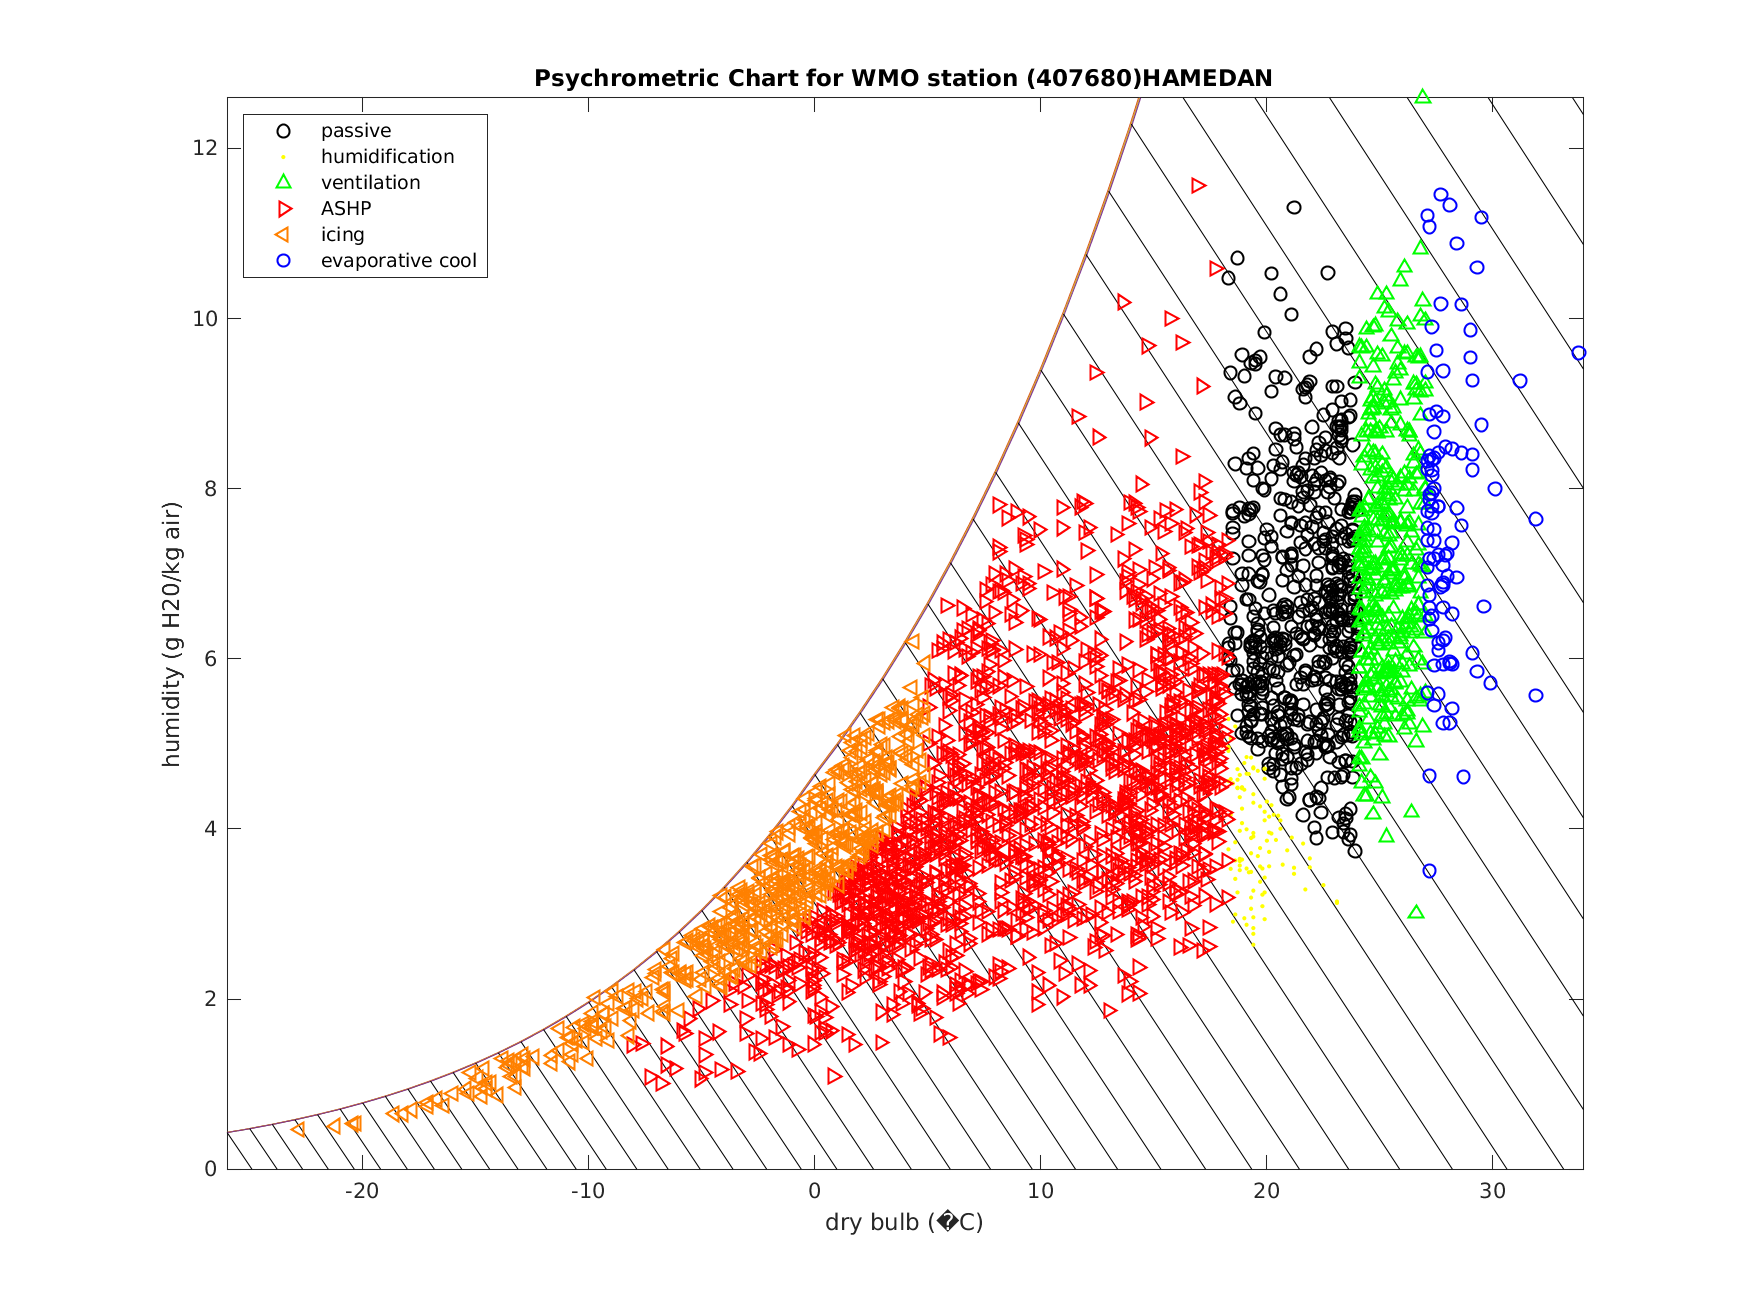 Psychrometric Chart for WMO station (407680)HAMEDAN
passive
humidification
ventilation
ASHP
icing
evaporative cool
humidity (g H20/kg air)
12
10
8
6
4
2
0
-20 -10 0 10 20 30
dry bulb (�C)